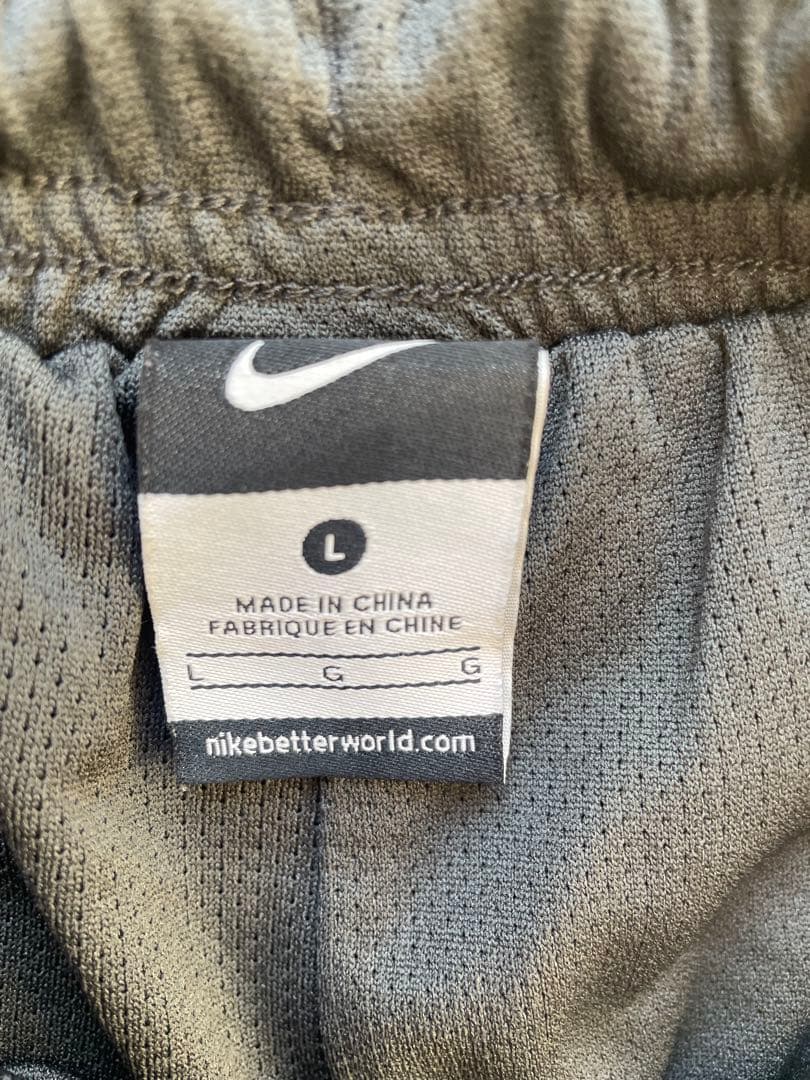 L
MADE IN CHINA
FABRIQUE EN CHINE
L G G
nikebetterworld.com